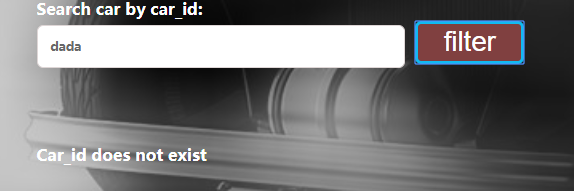 Search car by car_id:
dada
filter
Car_id does not exist